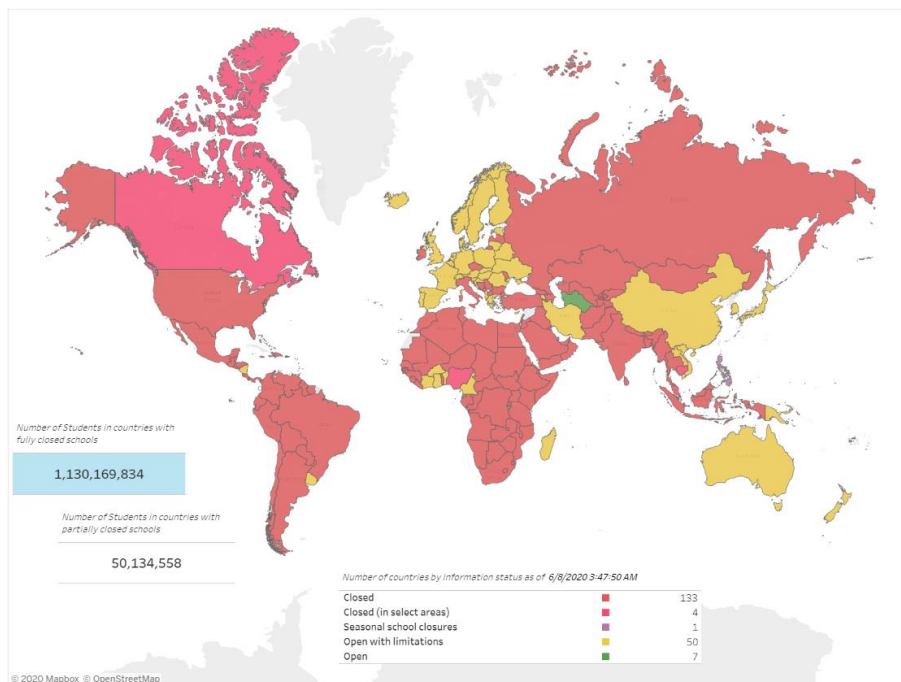 Number of Students in countries with
fully closed schools
1,130,169,834
Number of Students in countries with
partially closed schools
50,134,558
Number of countries by information status as of 6/8/2020 3:47:50 AM
Closed 133
Closed (in select areas) 4
Seasonal school closures 1
Open with limitations 50
Open 7
© 2020 Mapbox © OpenStreetMap